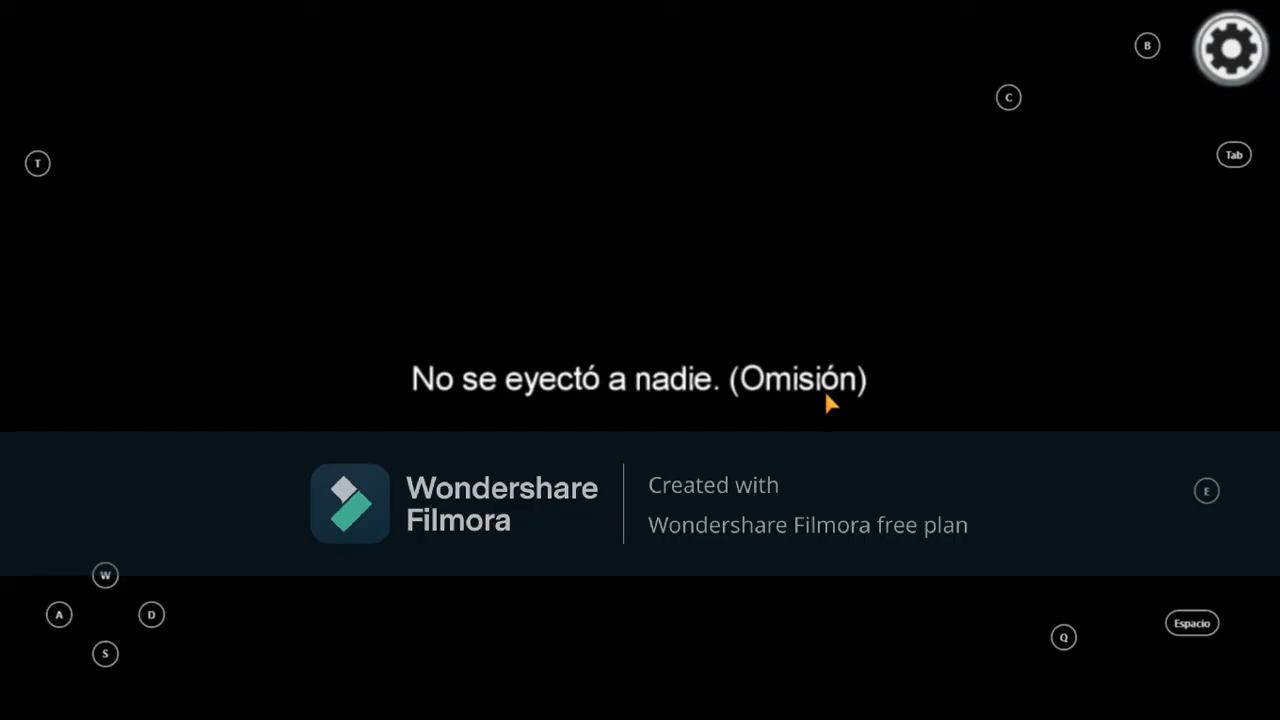 B
C
T
Tab
No se eyectó a nadie. (Omisión)
Wondershare
Filmora
Created with
Wondershare Filmora free plan
E
W
A
D
S
Q
Espacio